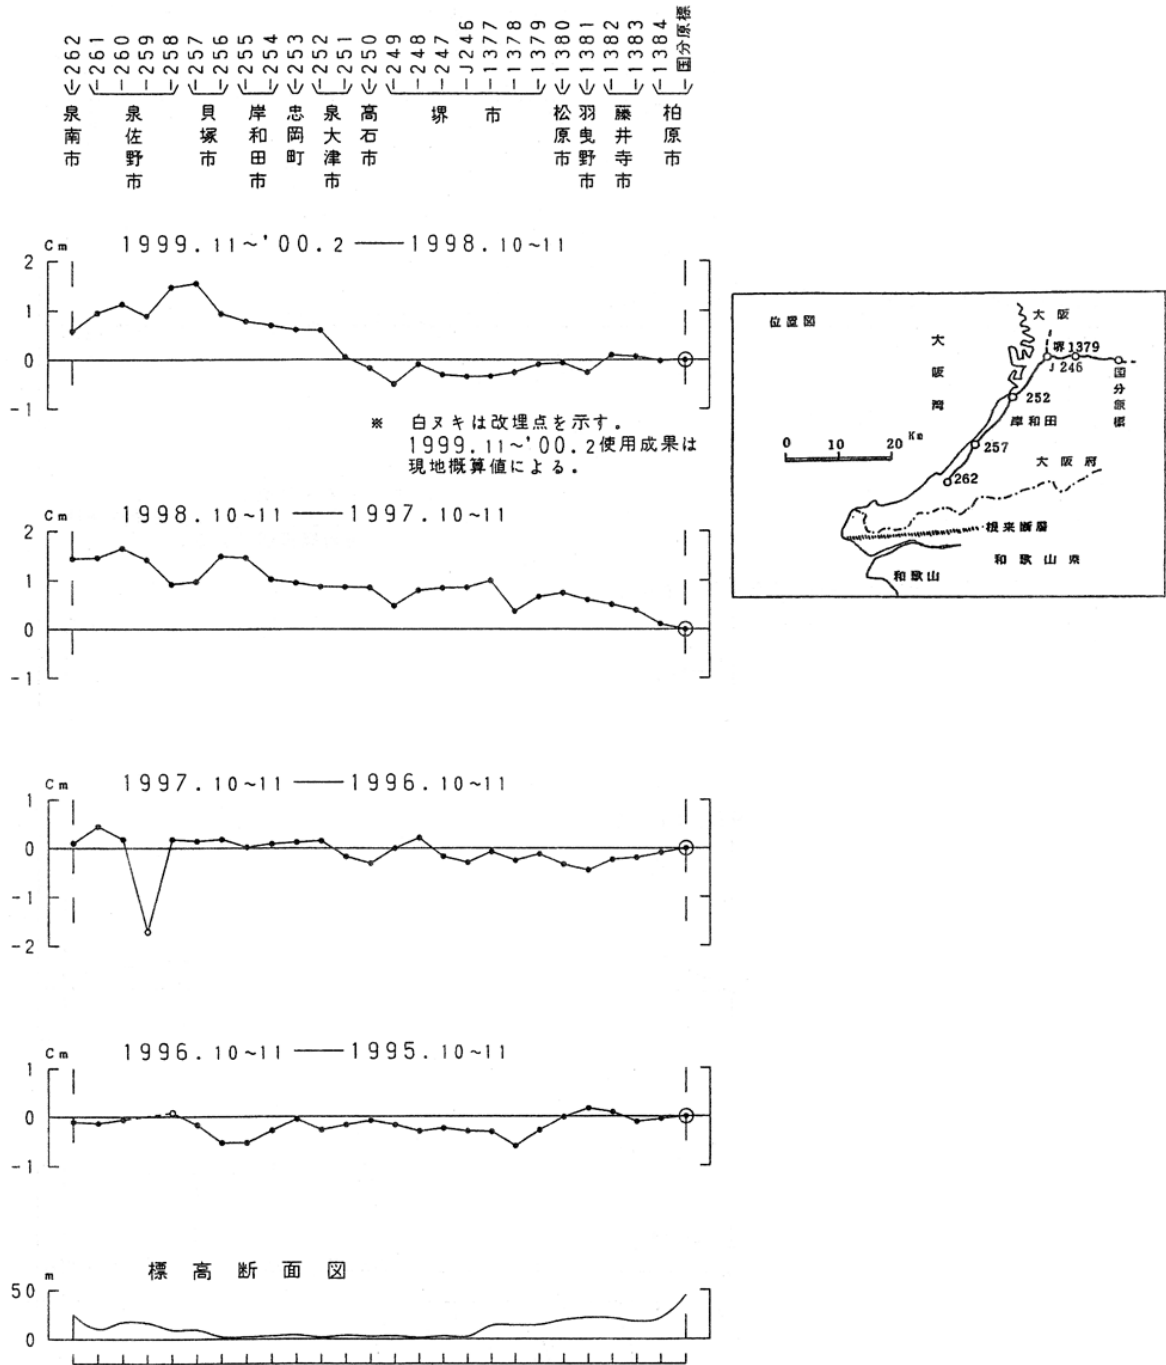 262
261
260
259
258
257
256
255
254
253
252
251
250
249
248
247
J246
1377
1378
1379
1380
1381
1382
1383
1384
国分原標
泉南市
泉佐野市
貝塚市
岸和田市
忠岡町
泉大津市
高石市
堺市
松原市
羽曳野市
藤井寺市
柏原市
Cm 1999.11~'00.2 ── 1998.10~11
2
1
0
-1
※ 白ヌキは改埋点を示す。
1999.11~'00.2使用成果は
現地概算値による。
Cm 1998.10~11 ── 1997.10~11
2
1
0
-1
Cm 1997.10~11 ── 1996.10~11
1
0
-1
-2
Cm 1996.10~11 ── 1995.10~11
1
0
-1
標高断面図
m
50
0
位置図
大阪
大阪湾
堺 1379
J246
国分原標
252
岸和田
0 10 20 Km
257
大阪府
262
根来断層
和歌山県
和歌山